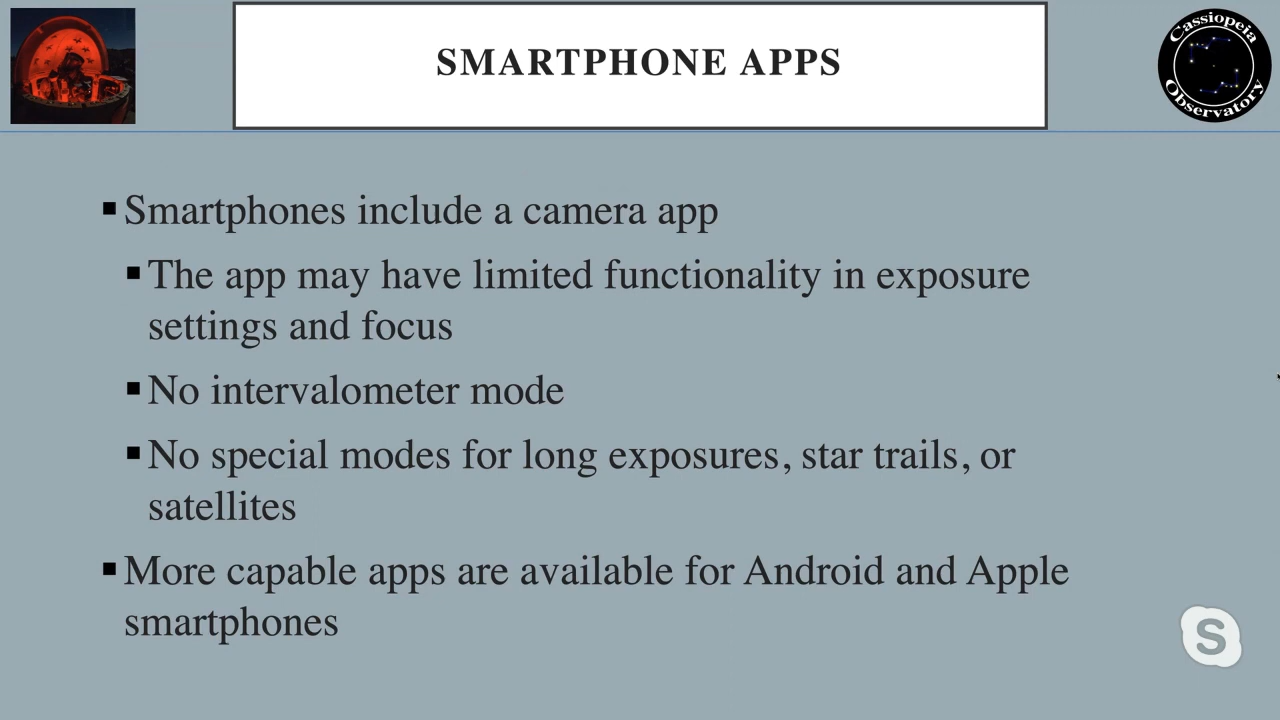 SMARTPHONE APPS
Cassiopeia
Observatory
▪Smartphones include a camera app
▪The app may have limited functionality in exposure
settings and focus
▪No intervalometer mode
▪No special modes for long exposures, star trails, or
satellites
▪More capable apps are available for Android and Apple
smartphones
S